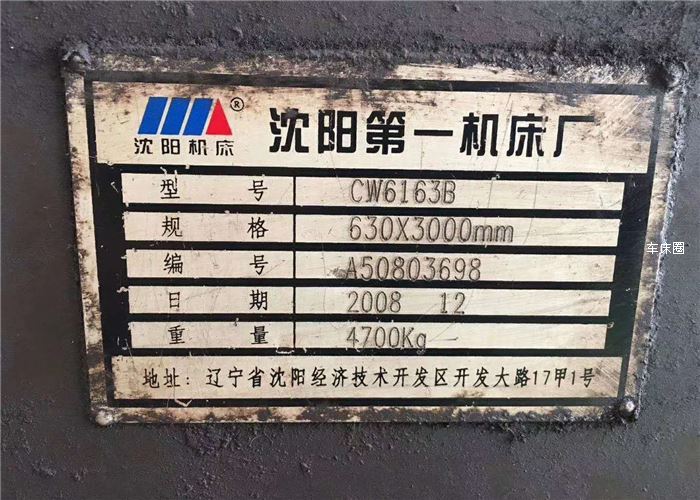 沈阳机床®
沈阳第一机床厂
型号 CW6163B
规格 630X3000mm
编号 A50803698
日期 2008 12
重量 4700Kg
地址: 辽宁省沈阳经济技术开发区开发大路17甲1号
车床圈